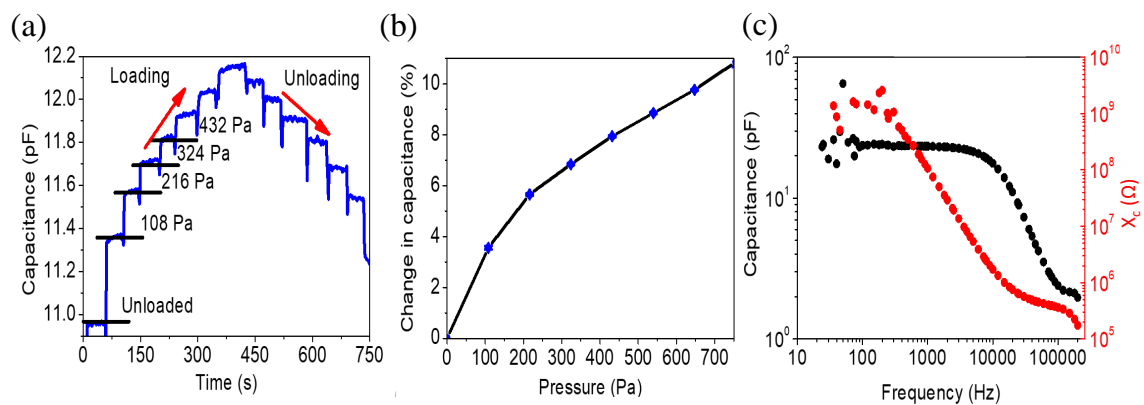 (a)
12.2
12.0
11.8
11.6
11.4
11.2
11.0
Capacitance (pF)
Loading
Unloading
432 Pa
324 Pa
216 Pa
108 Pa
Unloaded
0
150
300
450
600
750
Time (s)
(b)
10
8
6
4
2
0
Change in capacitance (%)
0
100
200
300
400
500
600
700
Pressure (Pa)
(c)
10²
10¹
10⁰
Capacitance (pF)
10¹⁰
10⁹
10⁸
10⁷
10⁶
10⁵
X_c (Ω)
10
100
1000
10000
100000
Frequency (Hz)